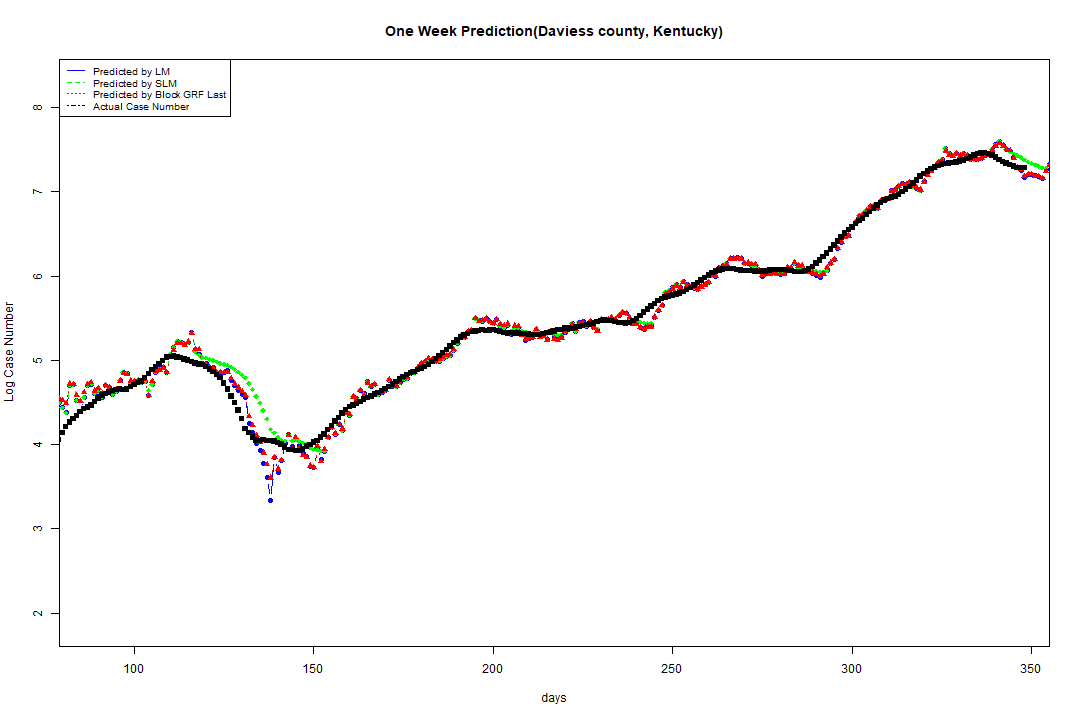 One Week Prediction(Daviess county, Kentucky)
Predicted by LM
Predicted by SLM
Predicted by Block GRF Last
Actual Case Number
8
7
6
5
4
3
2
Log Case Number
100 150 200 250 300 350
days